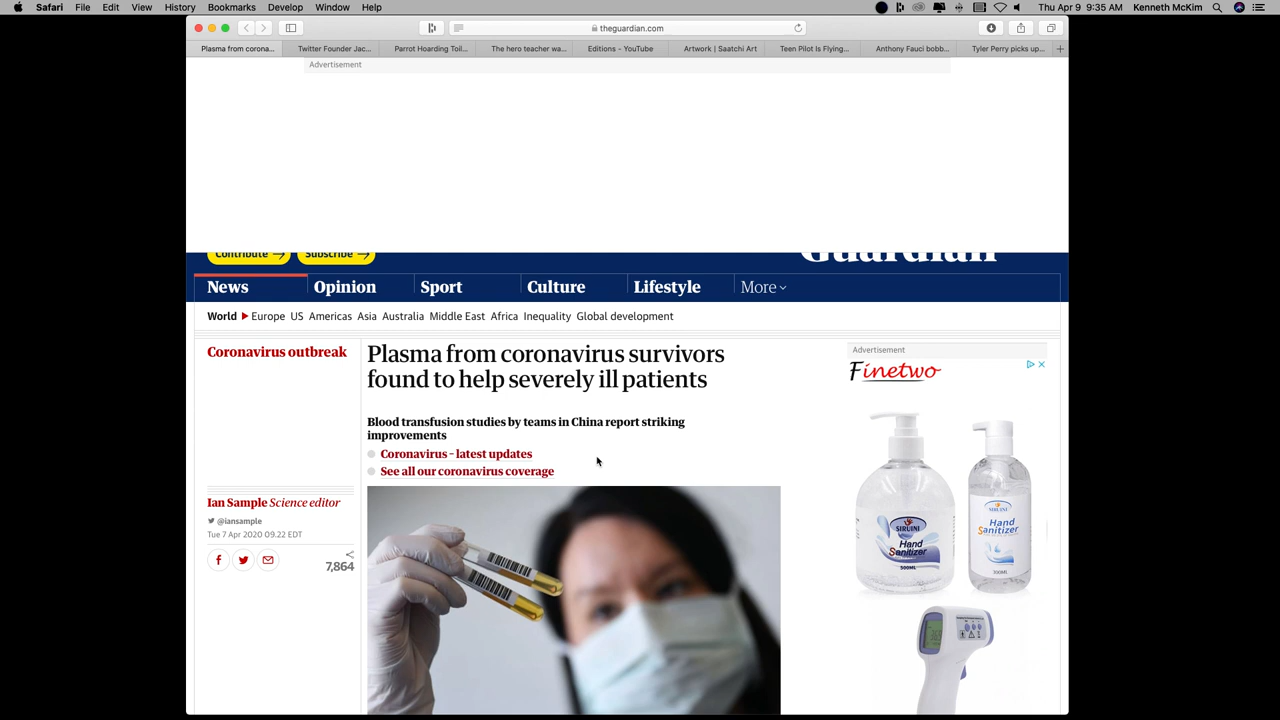 Safari File Edit View History Bookmarks Develop Window Help Thu Apr 9 9:35 AM Kenneth McKim
theguardian.com
Plasma from corona... Twitter Founder Jac... Parrot Hoarding Toil... The hero teacher wa... Editions - YouTube Artwork | Saatchi Art Teen Pilot Is Flying... Anthony Fauci bobb... Tyler Perry picks up...
Advertisement
Contribute → Subscribe →
Guardian
News Opinion Sport Culture Lifestyle More
World Europe US Americas Asia Australia Middle East Africa Inequality Global development
Coronavirus outbreak
Plasma from coronavirus survivors
found to help severely ill patients
Blood transfusion studies by teams in China report striking
improvements
Coronavirus – latest updates
See all our coronavirus coverage
Ian Sample Science editor
@iansample
Tue 7 Apr 2020 09.22 EDT
7,864
Advertisement
Finetwo
SIRUINI
Hand
Sanitizer
500ML
SIRUINI
Hand
Sanitizer
300ML